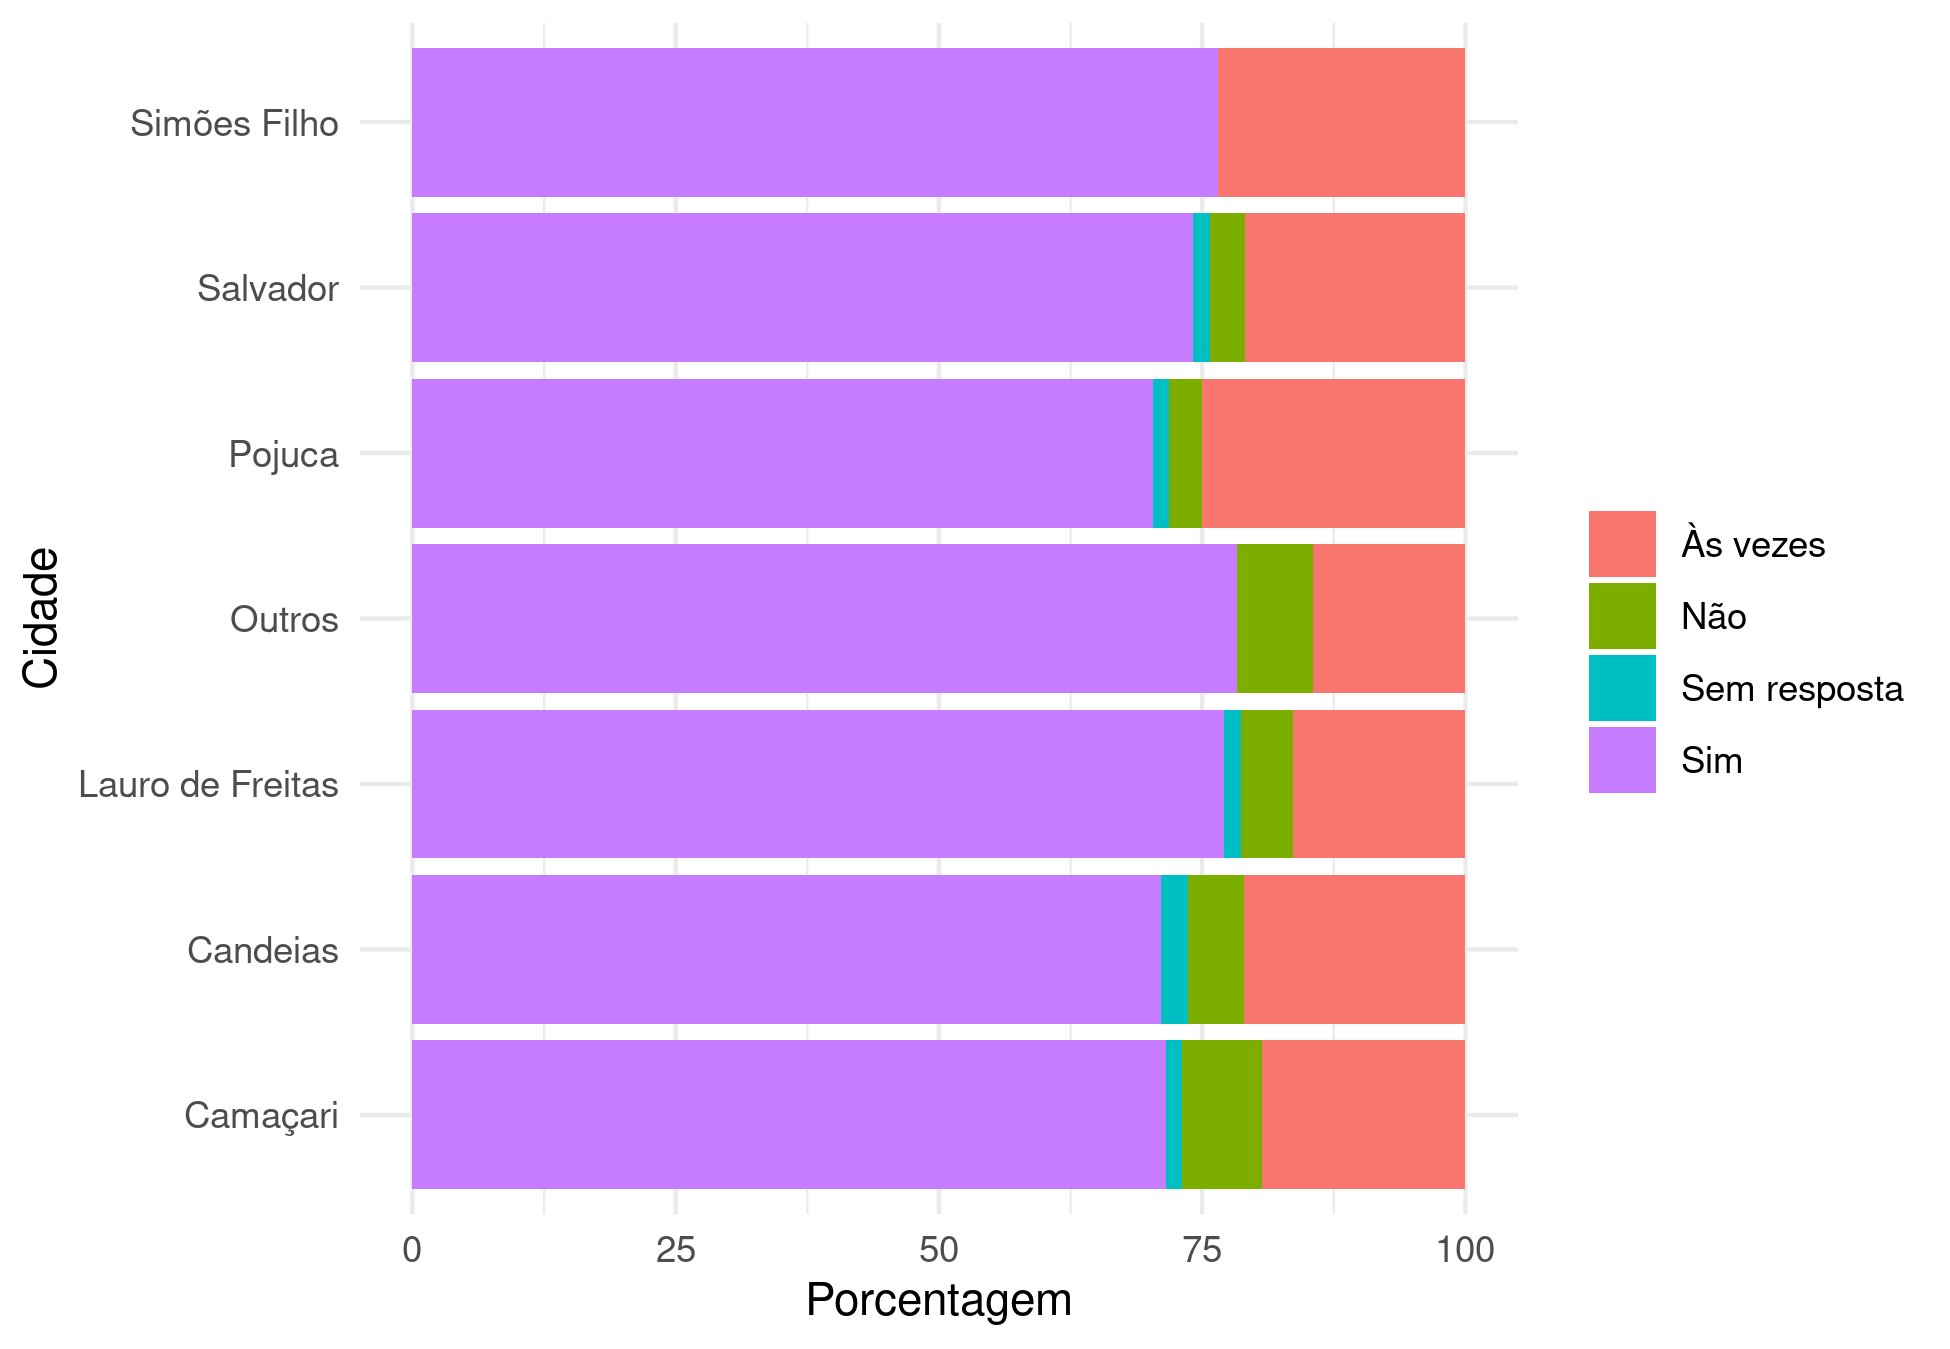 Cidade
Simões Filho
Salvador
Pojuca
Outros
Lauro de Freitas
Candeias
Camaçari
0 25 50 75 100
Porcentagem
Às vezes
Não
Sem resposta
Sim